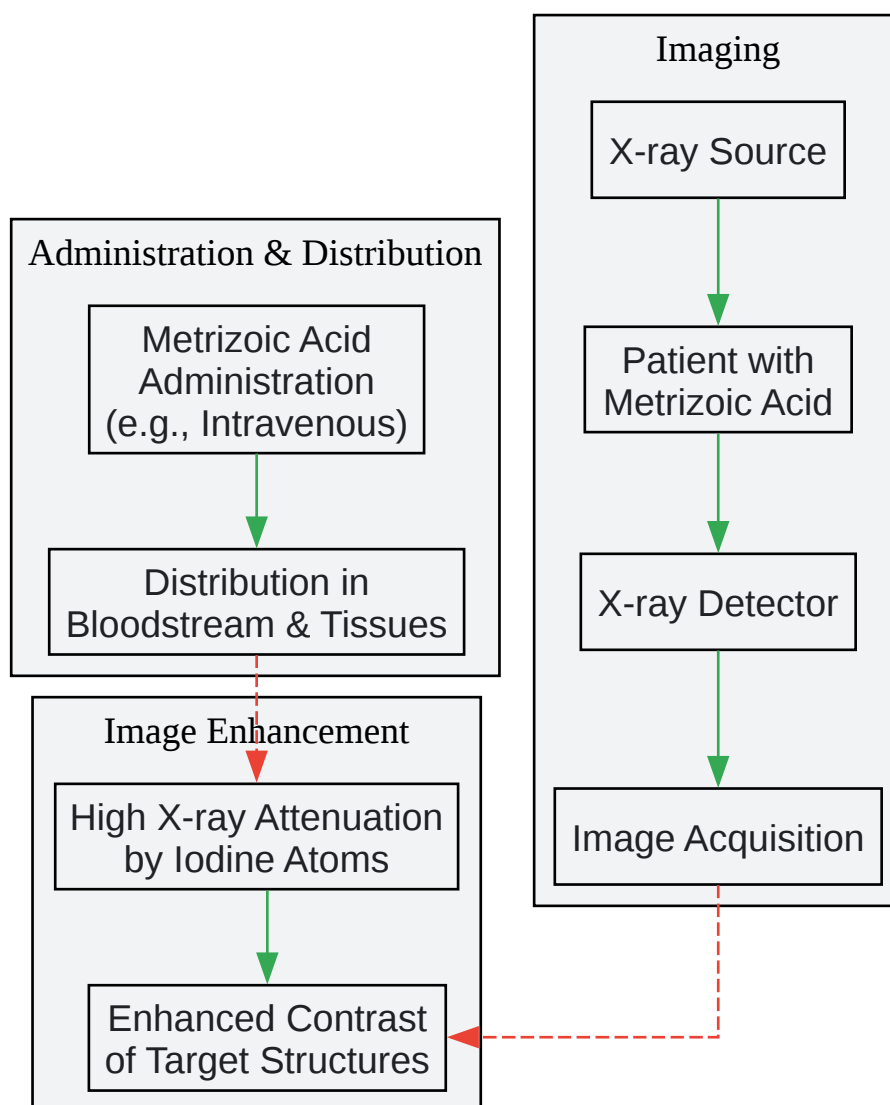 Administration & Distribution
Metrizoic Acid
Administration
(e.g., Intravenous)
Distribution in
Bloodstream & Tissues
Image Enhancement
High X-ray Attenuation
by Iodine Atoms
Enhanced Contrast
of Target Structures
Imaging
X-ray Source
Patient with
Metrizoic Acid
X-ray Detector
Image Acquisition